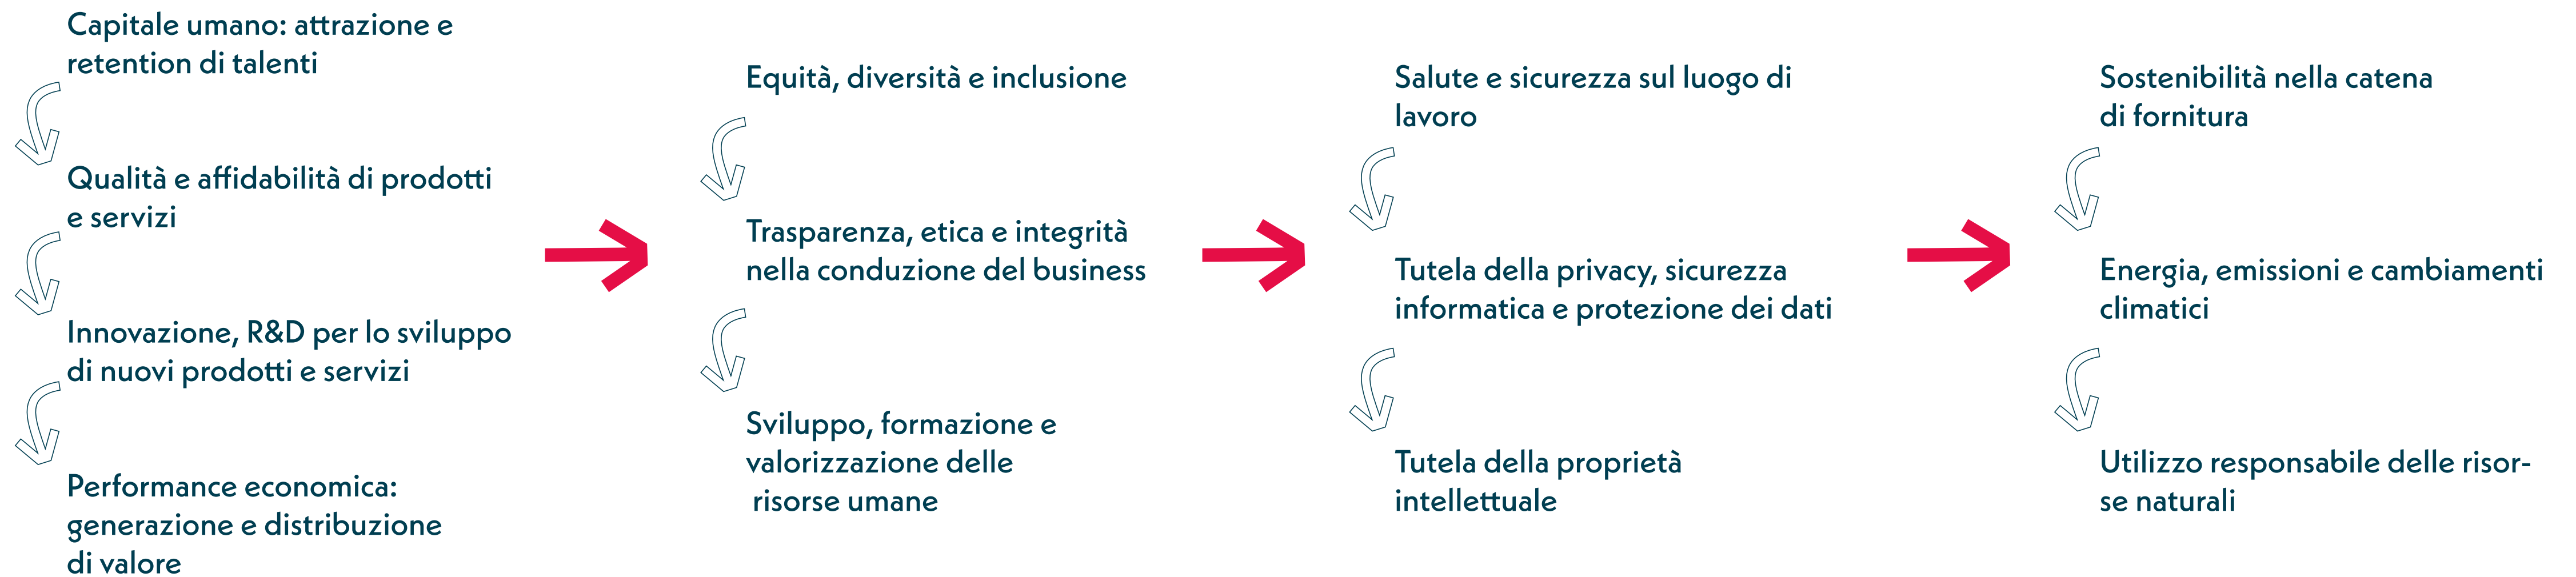 Capitale umano: attrazione e
retention di talenti
Qualità e affidabilità di prodotti
e servizi
Innovazione, R&D per lo sviluppo
di nuovi prodotti e servizi
Performance economica:
generazione e distribuzione
di valore
Equità, diversità e inclusione
Trasparenza, etica e integrità
nella conduzione del business
Sviluppo, formazione e
valorizzazione delle
risorse umane
Salute e sicurezza sul luogo di
lavoro
Tutela della privacy, sicurezza
informatica e protezione dei dati
Tutela della proprietà
intellettuale
Sostenibilità nella catena
di fornitura
Energia, emissioni e cambiamenti
climatici
Utilizzo responsabile delle risor-
se naturali